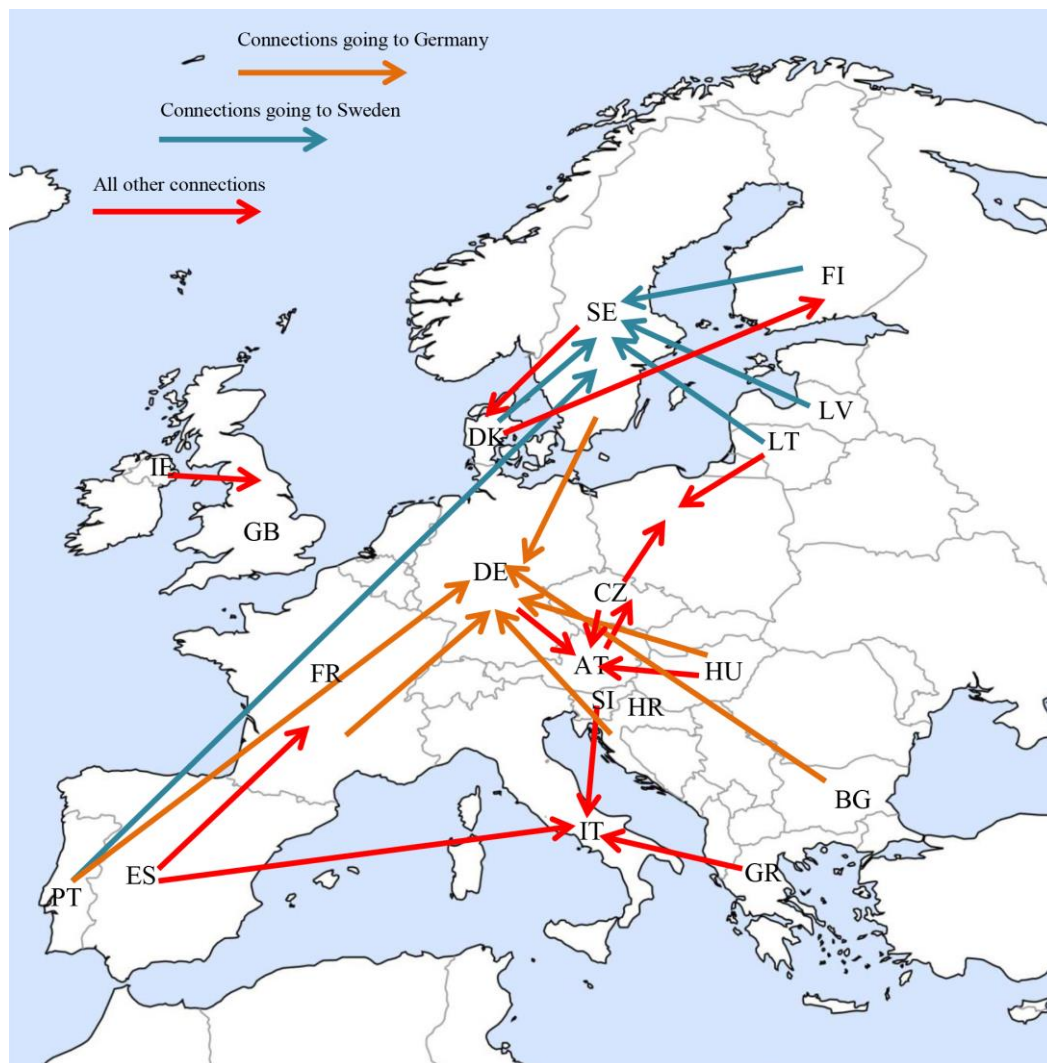 Connections going to Germany
Connections going to Sweden
All other connections
FI
SE
LV
DK
LT
IE
GB
DE
CZ
FR
AT
HU
SI
HR
BG
IT
ES
GR
PT